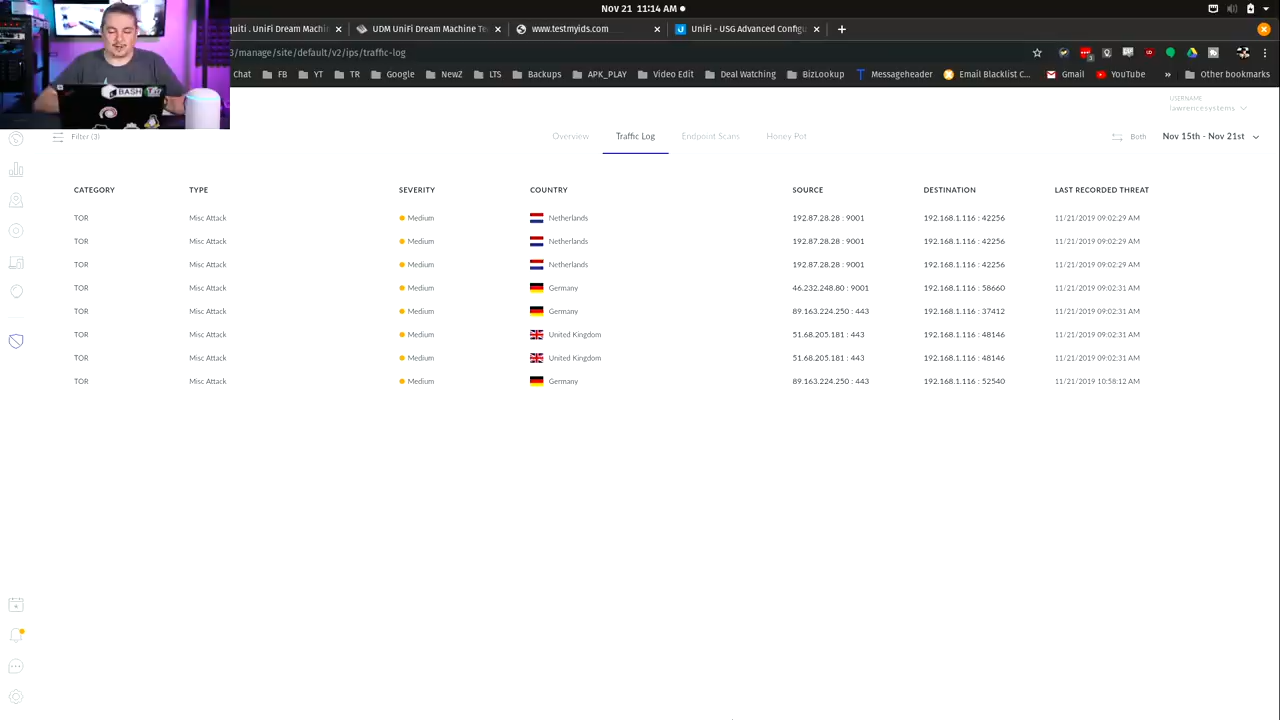 Nov 21 11:14 AM
quiti . UniFi Dream Machin
UDM UniFi Dream Machine IP
www.testmyids.com/
UniFi - USG Advanced Config
3/manage/site/default/v2/ips/traffic-log
Chat FB YT TR Google NewZ LTS Backups APK_PLAY Video Edit Deal Watching Blazeswap Messageheader Email Blacklist C... Gmail YouTube » Other bookmarks
USERNAME
lawrencesystems
Filter (3) Overview Traffic Log Endpoint Scans Honey Pot Both Nov 15th - Nov 21st
CATEGORY TYPE SEVERITY COUNTRY SOURCE DESTINATION LAST RECORDED THREAT
TOR Misc Attack Medium Netherlands 192.87.28.28 : 9001 192.168.1.116 : 42256 11/21/2019 09:02:29 AM
TOR Misc Attack Medium Netherlands 192.87.28.28 : 9001 192.168.1.116 : 42256 11/21/2019 09:02:29 AM
TOR Misc Attack Medium Netherlands 192.87.28.28 : 9001 192.168.1.116 : 42256 11/21/2019 09:02:29 AM
TOR Misc Attack Medium Germany 46.232.248.80 : 9001 192.168.1.116 : 58660 11/21/2019 09:02:31 AM
TOR Misc Attack Medium Germany 89.163.224.250 : 443 192.168.1.116 : 37412 11/21/2019 09:02:31 AM
TOR Misc Attack Medium United Kingdom 51.68.205.181 : 443 192.168.1.116 : 48146 11/21/2019 09:02:31 AM
TOR Misc Attack Medium United Kingdom 51.68.205.181 : 443 192.168.1.116 : 48146 11/21/2019 09:02:31 AM
TOR Misc Attack Medium Germany 89.163.224.250 : 443 192.168.1.116 : 52540 11/21/2019 10:58:12 AM
BASH